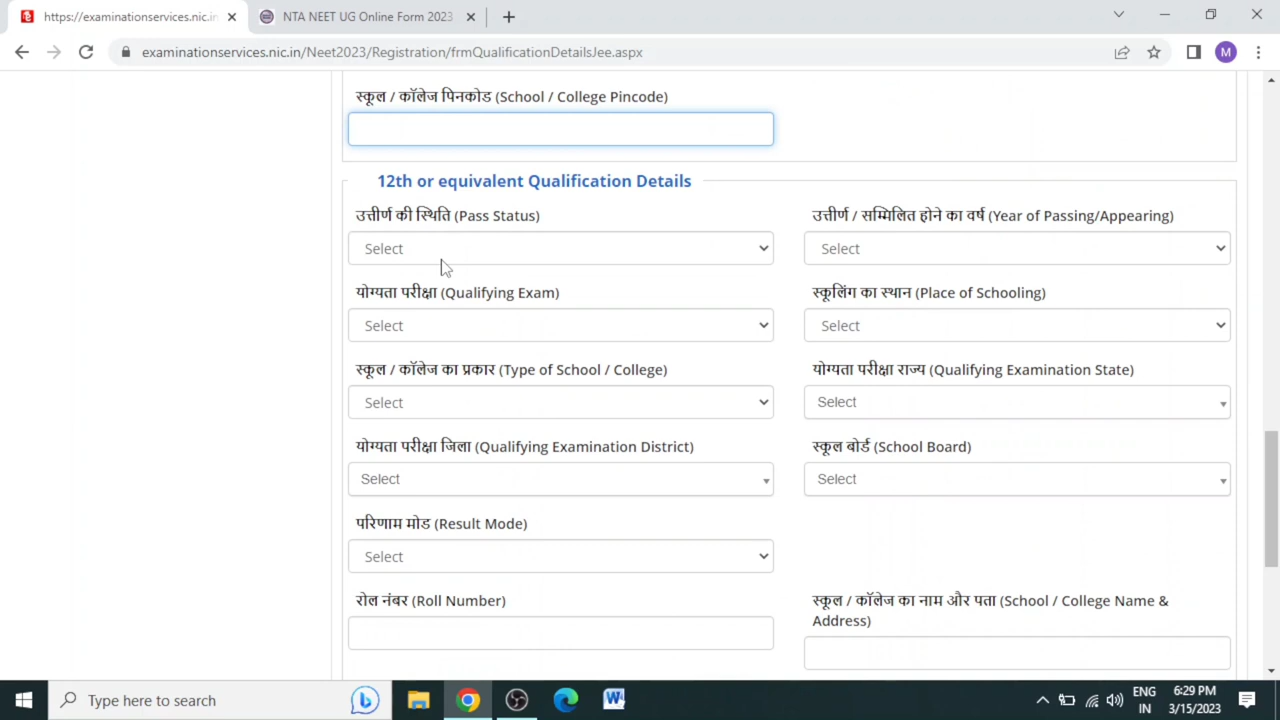 https://examinationservices.nic.in
NTA NEET UG Online Form 2023
examinationservices.nic.in/Neet2023/Registration/frmQualificationDetailsJee.aspx
M
स्कूल / कॉलेज पिनकोड (School / College Pincode)
12th or equivalent Qualification Details
उत्तीर्ण की स्थिति (Pass Status)
उत्तीर्ण / सम्मिलित होने का वर्ष (Year of Passing/Appearing)
Select
Select
योग्यता परीक्षा (Qualifying Exam)
स्कूलिंग का स्थान (Place of Schooling)
Select
Select
स्कूल / कॉलेज का प्रकार (Type of School / College)
योग्यता परीक्षा राज्य (Qualifying Examination State)
Select
Select
योग्यता परीक्षा जिला (Qualifying Examination District)
स्कूल बोर्ड (School Board)
Select
Select
परिणाम मोड (Result Mode)
Select
रोल नंबर (Roll Number)
स्कूल / कॉलेज का नाम और पता (School / College Name &
Address)
Type here to search
ENG
IN
6:29 PM
3/15/2023